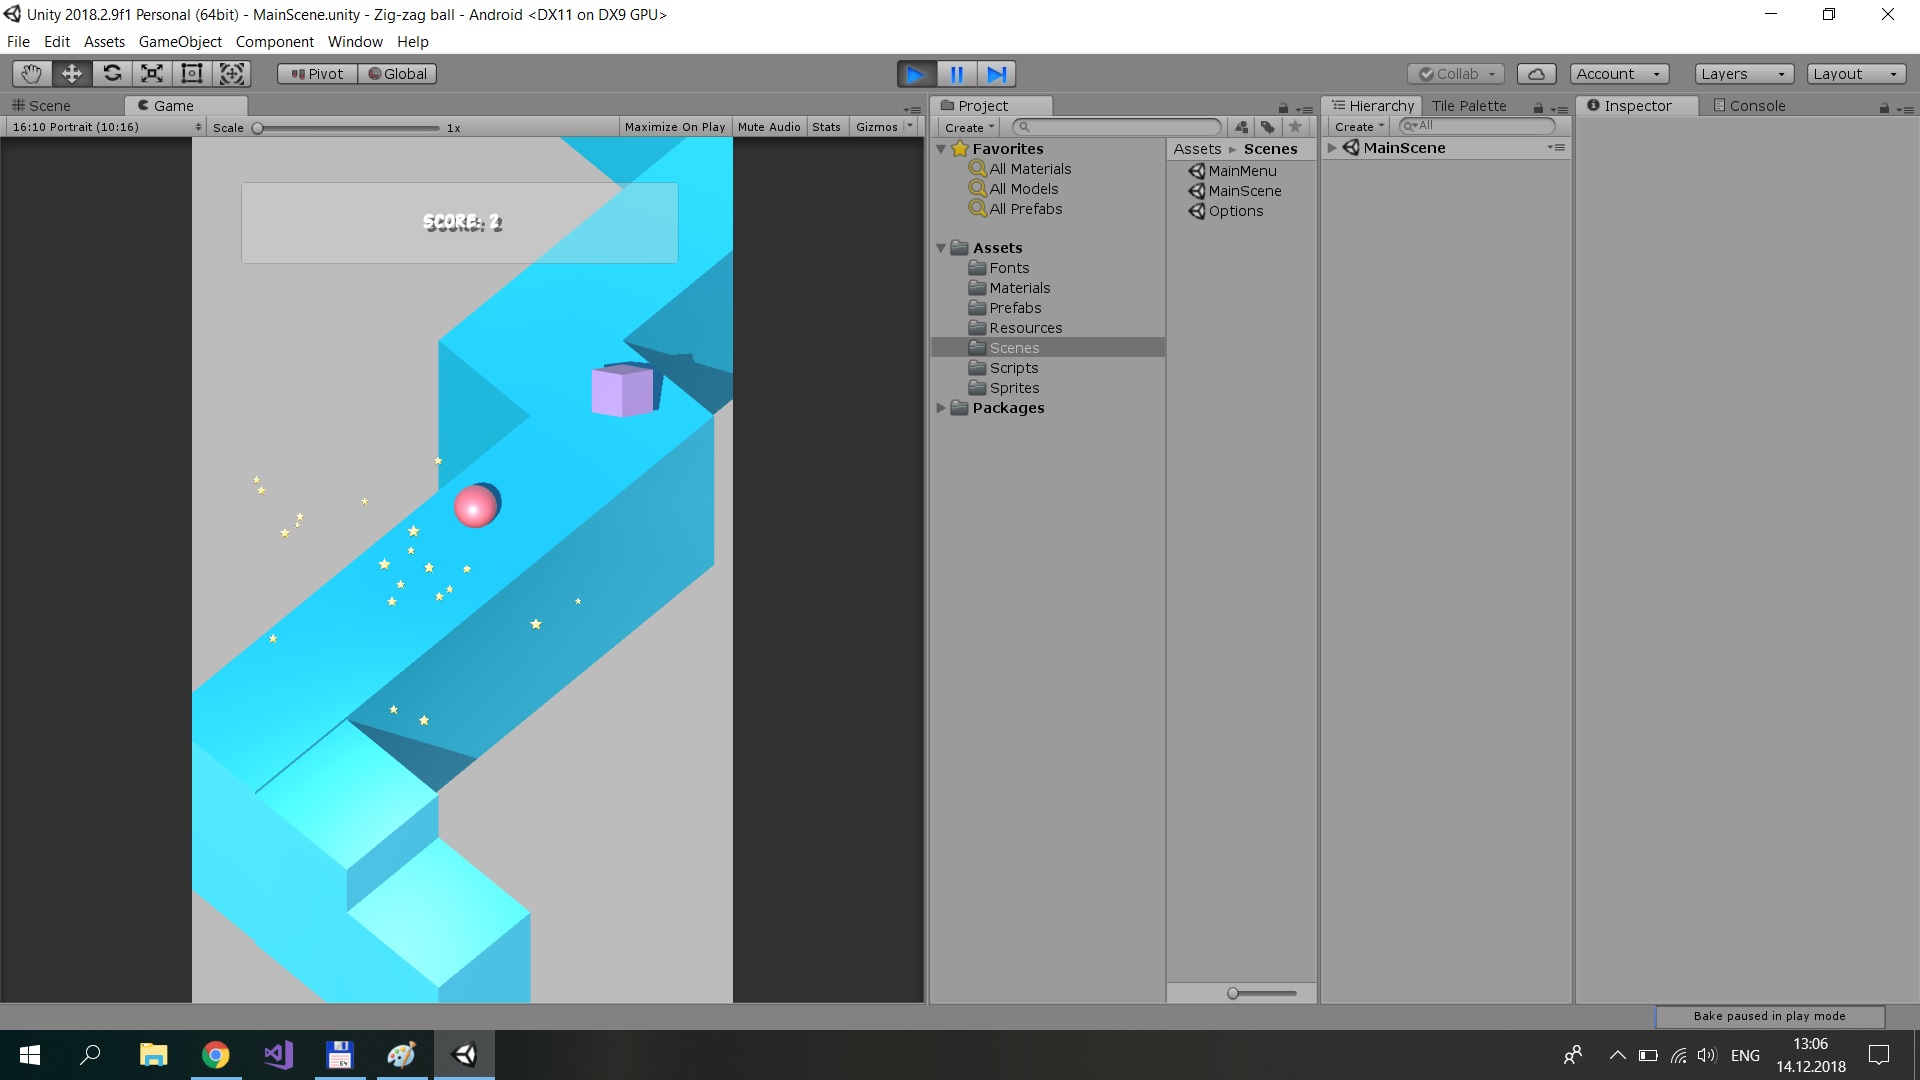 Unity 2018.2.9f1 Personal (64bit) - MainScene.unity - Zig-zag ball - Android <DX11 on DX9 GPU>
File Edit Assets GameObject Component Window Help
Pivot Global Collab Account Layers Layout
Scene Game
16:10 Portrait (10:16) Scale 1x Maximize On Play Mute Audio Stats Gizmos
SCORE: 2
Project
Create
Favorites
All Materials
All Models
All Prefabs
Assets
Fonts
Materials
Prefabs
Resources
Scenes
Scripts
Sprites
Packages
Assets Scenes
MainMenu
MainScene
Options
Hierarchy Tile Palette
Create All
MainScene
Inspector Console
Bake paused in play mode
64
ENG
13:06
14.12.2018